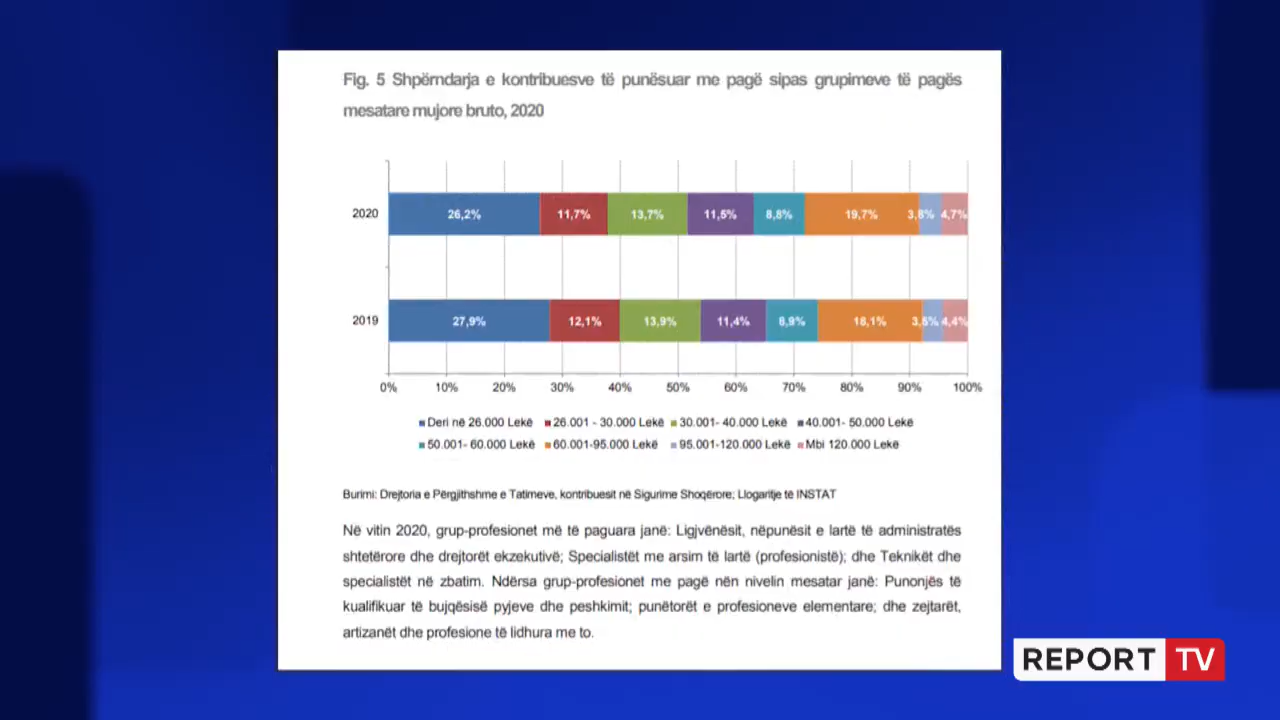 Fig. 5 Shpërndarja e kontribuesve të punësuar me pagë sipas grupimeve të pagës
mesatare mujore bruto, 2020
2020 26,2% 11,7% 13,7% 11,5% 8,8% 19,7% 3,8% 4,7%
2019 27,9% 12,1% 13,9% 11,4% 8,9% 18,1% 3,5% 4,4%
0% 10% 20% 30% 40% 50% 60% 70% 80% 90% 100%
Deri në 26.000 Lekë 26.001 - 30.000 Lekë 30.001- 40.000 Lekë 40.001- 50.000 Lekë
50.001- 60.000 Lekë 60.001-95.000 Lekë 95.001-120.000 Lekë Mbi 120.000 Lekë
Burimi: Drejtoria e Përgjithshme e Tatimeve, kontribuesit në Sigurime Shoqërore; Llogaritje të INSTAT
Në vitin 2020, grup-profesionet më të paguara janë: Ligjvënësit, nëpunësit e lartë të administratës
shtetërore dhe drejtorët ekzekutivë; Specialistët me arsim të lartë (profesionistë); dhe Teknikët dhe
specialistët në zbatim. Ndërsa grup-profesionet me pagë nën nivelin mesatar janë: Punonjës të
kualifikuar të bujqësisë pyjeve dhe peshkimit; punëtorët e profesioneve elementare; dhe zejtarët,
artizanët dhe profesione të lidhura me to.
REPORT TV